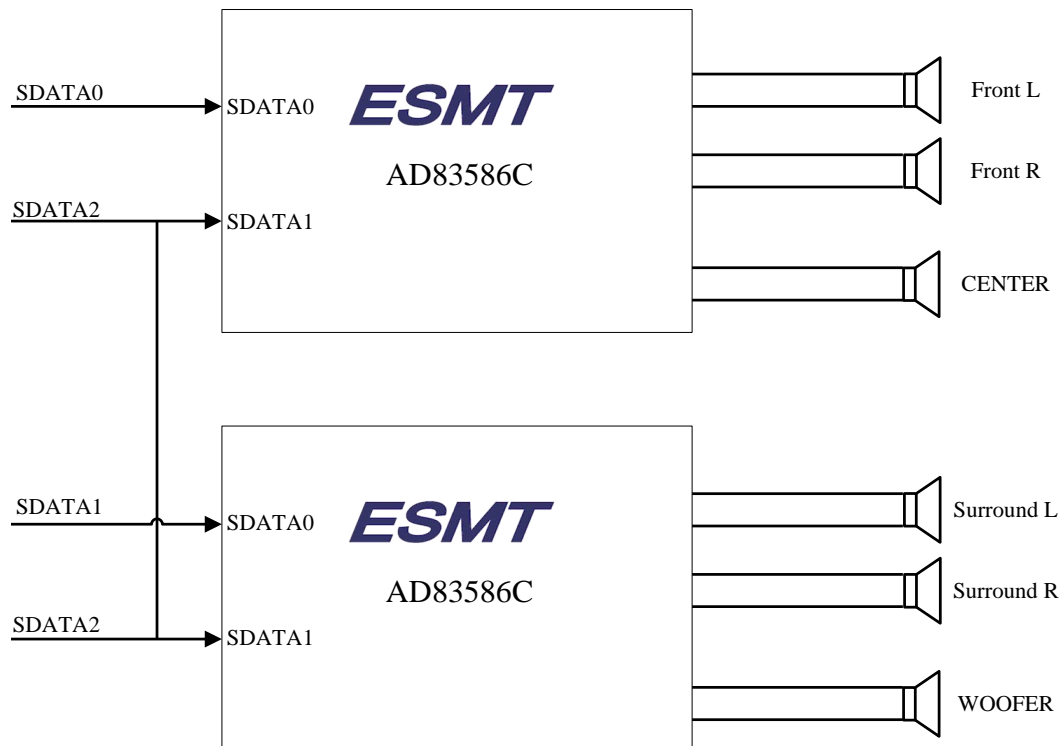 SDATA0
SDATA0
ESMT
AD83586C
Front L
Front R
SDATA2
SDATA1
CENTER
SDATA1
SDATA0
ESMT
AD83586C
Surround L
Surround R
SDATA2
SDATA1
WOOFER